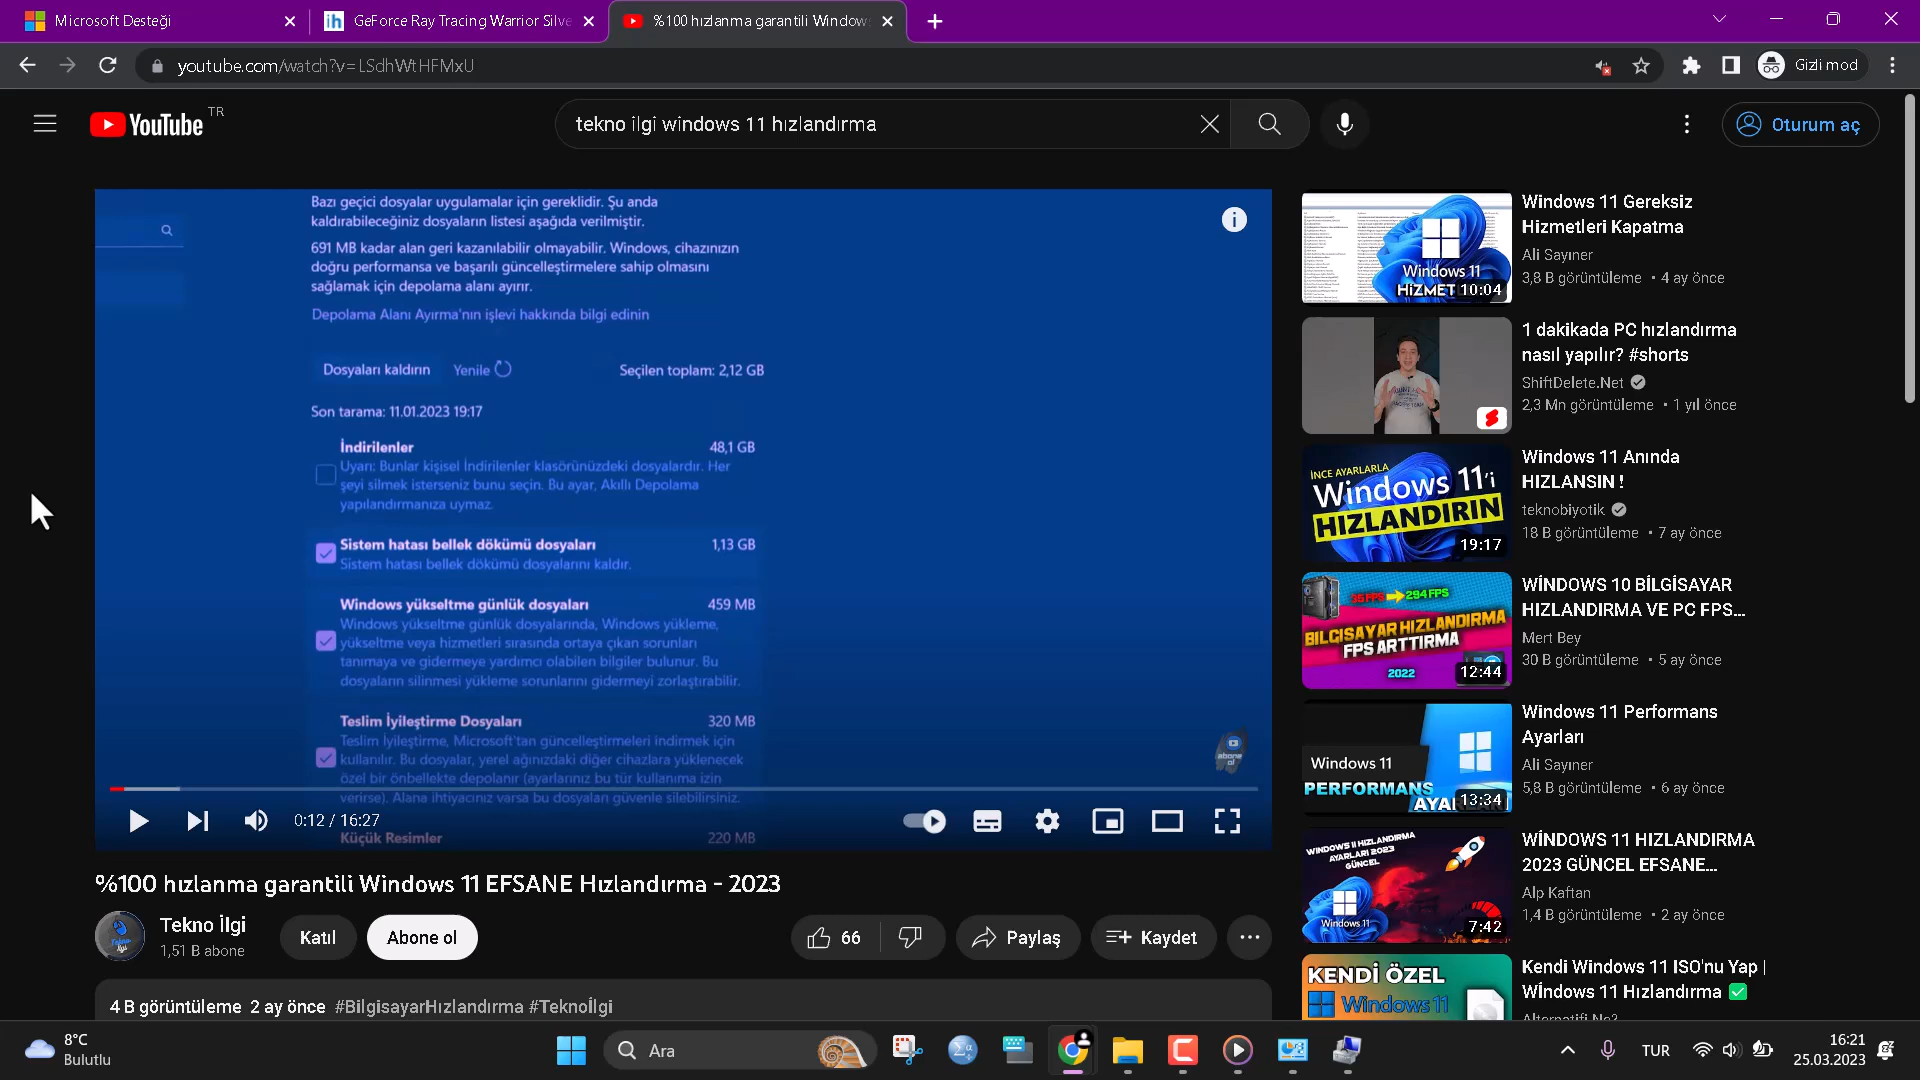 Microsoft Desteği
GeForce Ray Tracing Warrior Silve
%100 hızlanma garantili Window
youtube.com/watch?v=LSdhWtHFMxU
Gizli mod
YouTube
TR
tekno ilgi windows 11 hızlandırma
Oturum aç
Bazı geçici dosyalar uygulamalar için gereklidir. Şu anda
kaldırabileceğiniz dosyaların listesi aşağıda verilmiştir.
691 MB kadar alan geri kazanılabilir olmayabilir. Windows, cihazınızın
doğru performansa ve başarılı güncelleştirmelere sahip olmasını
sağlamak için depolama alanı ayırır.
Depolama Alanı Ayırma'nın işlevi hakkında bilgi edinin
Dosyaları kaldırın
Yenile
Seçilen toplam: 2,12 GB
Son tarama: 11.01.2023 19:17
İndirilenler 48,1 GB
Uyarı: Bunlar kişisel İndirilenler klasörünüzdeki dosyalardır. Her
şeyi silmek isterseniz bunu seçin. Bu ayar, Akıllı Depolama
yapılandırmanıza uymaz.
Sistem hatası bellek dökümü dosyaları 1,13 GB
Sistem hatası bellek dökümü dosyalarını kaldır.
Windows yükseltme günlük dosyaları 459 MB
Windows yükseltme günlük dosyalarında, Windows yükleme,
yükseltme veya hizmetleri sırasında ortaya çıkan sorunları
tanımaya ve gidermeye yardımcı olabilen bilgiler bulunur. Bu
dosyaların silinmesi yükleme sorunlarını gidermeyi zorlaştırabilir.
Teslim İyileştirme Dosyaları 320 MB
Teslim İyileştirme, Microsoft'tan güncelleştirmeleri indirmek için
kullanılır. Bu dosyalar, yerel ağınızdaki diğer cihazlara yüklenecek
özel bir önbellekte depolanır (ayarlarınız bu tür kullanıma izin
verirse). Alana ihtiyacınız varsa bu dosyaları güvenle silebilirsiniz.
Küçük Resimler 220 MB
abone
ol
0:12 / 16:27
%100 hızlanma garantili Windows 11 EFSANE Hızlandırma - 2023
Tekno İlgi
1,51 B abone
Katıl
Abone ol
66
Paylaş
Kaydet
4 B görüntüleme 2 ay önce #BilgisayarHızlandırma #Teknoİlgi
Windows 11
HİZMET
10:04
Windows 11 Gereksiz
Hizmetleri Kapatma
Ali Sayıner
3,8 B görüntüleme • 4 ay önce
1 dakikada PC hızlandırma
nasıl yapılır? #shorts
ShiftDelete.Net
2,3 Mn görüntüleme • 1 yıl önce
İNCE AYARLARLA
Windows 11'i
HIZLANDIRIN
19:17
Windows 11 Anında
HIZLANSIN !
teknobiyotik
18 B görüntüleme • 7 ay önce
35 FPS 294 FPS
BILGISAYAR HIZLANDIRMA
FPS ARTTIRMA
2022
12:44
WİNDOWS 10 BİLGİSAYAR
HIZLANDIRMA VE PC FPS...
Mert Bey
30 B görüntüleme • 5 ay önce
Windows 11
PERFORMANS
AYAR
13:34
Windows 11 Performans
Ayarları
Ali Sayıner
5,8 B görüntüleme • 6 ay önce
WINDOWS 11 HIZLANDIRMA
AYARLARI 2023
GÜNCEL
Windows 11
7:42
WİNDOWS 11 HIZLANDIRMA
2023 GÜNCEL EFSANE...
Alp Kaftan
1,4 B görüntüleme • 2 ay önce
KENDİ ÖZEL
Windows 11
Kendi Windows 11 ISO'nu Yap |
Wİndows 11 Hızlandırma
Alternatifi Ne?
8°C
Bulutlu
Ara
TUR
16:21
25.03.2023